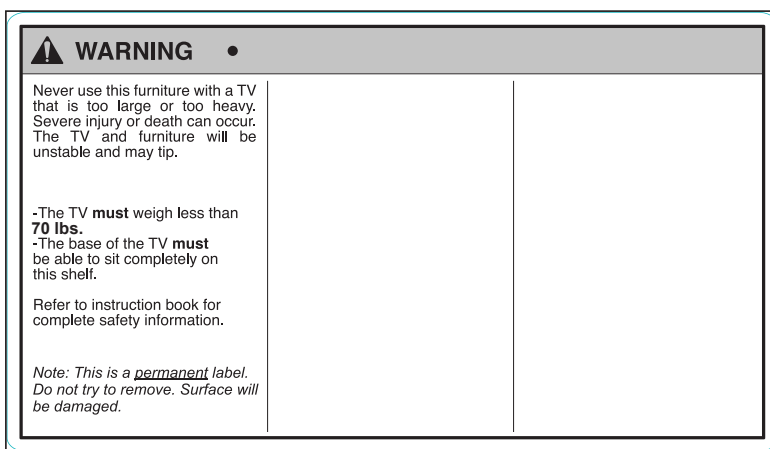 WARNING •
Never use this furniture with a TV
that is too large or too heavy.
Severe injury or death can occur.
The TV and furniture will be
unstable and may tip.
-The TV must weigh less than
70 lbs.
-The base of the TV must
be able to sit completely on
this shelf.
Refer to instruction book for
complete safety information.
Note: This is a permanent label.
Do not try to remove. Surface will
be damaged.